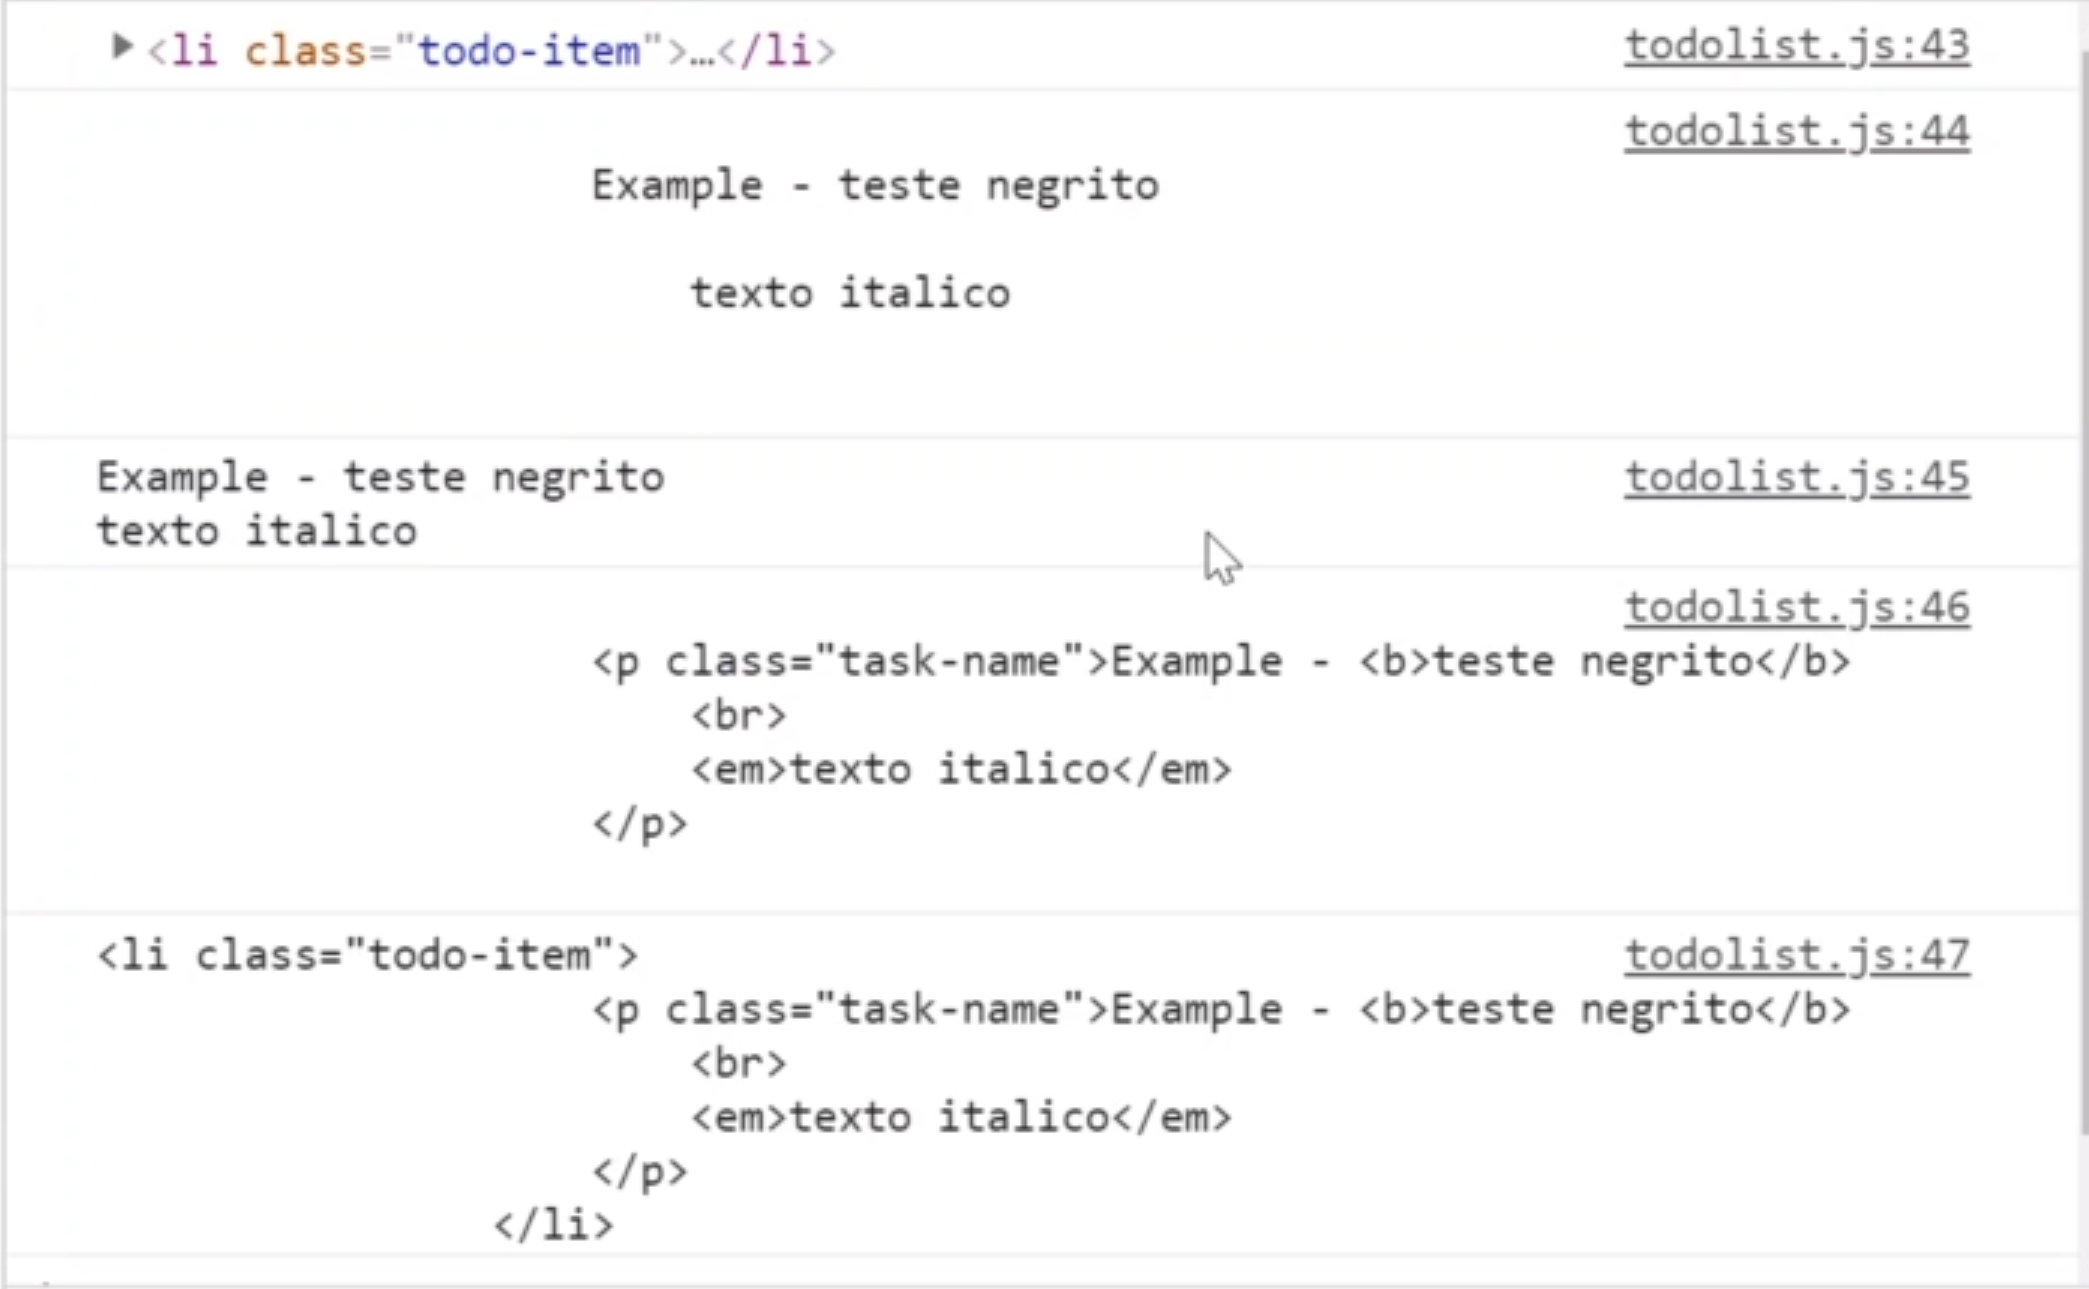 ▶<li class="todo-item">…</li> todolist.js:43
todolist.js:44
Example - teste negrito
texto italico
Example - teste negrito todolist.js:45
texto italico
todolist.js:46
<p class="task-name">Example - <b>teste negrito</b>
<br>
<em>texto italico</em>
</p>
<li class="todo-item"> todolist.js:47
<p class="task-name">Example - <b>teste negrito</b>
<br>
<em>texto italico</em>
</p>
</li>